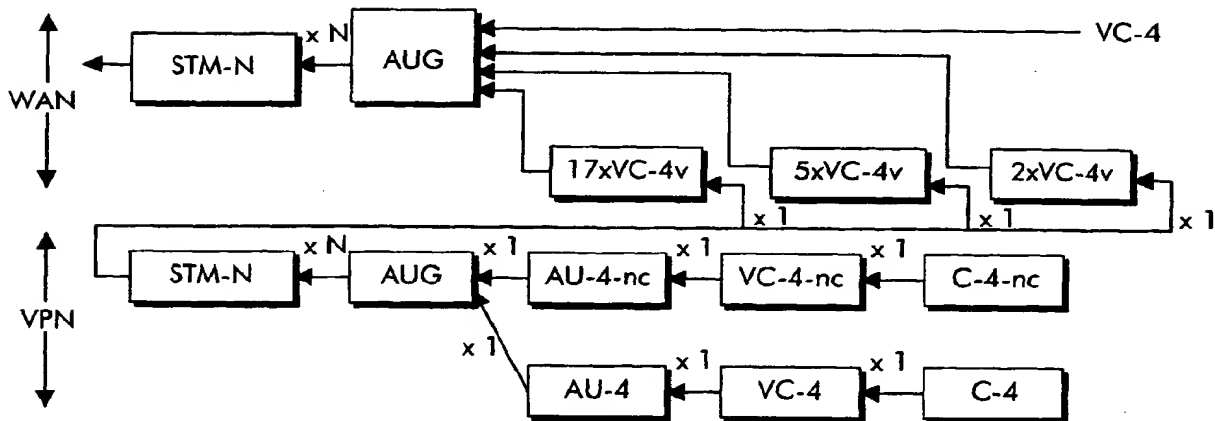 x N
AUG
VC-4
STM-N
WAN
17xVC-4v
5xVC-4v
2xVC-4v
x 1
x 1
x 1
x N
x 1
x 1
x 1
STM-N
AUG
AU-4-nc
VC-4-nc
C-4-nc
VPN
x 1
x 1
x 1
AU-4
VC-4
C-4